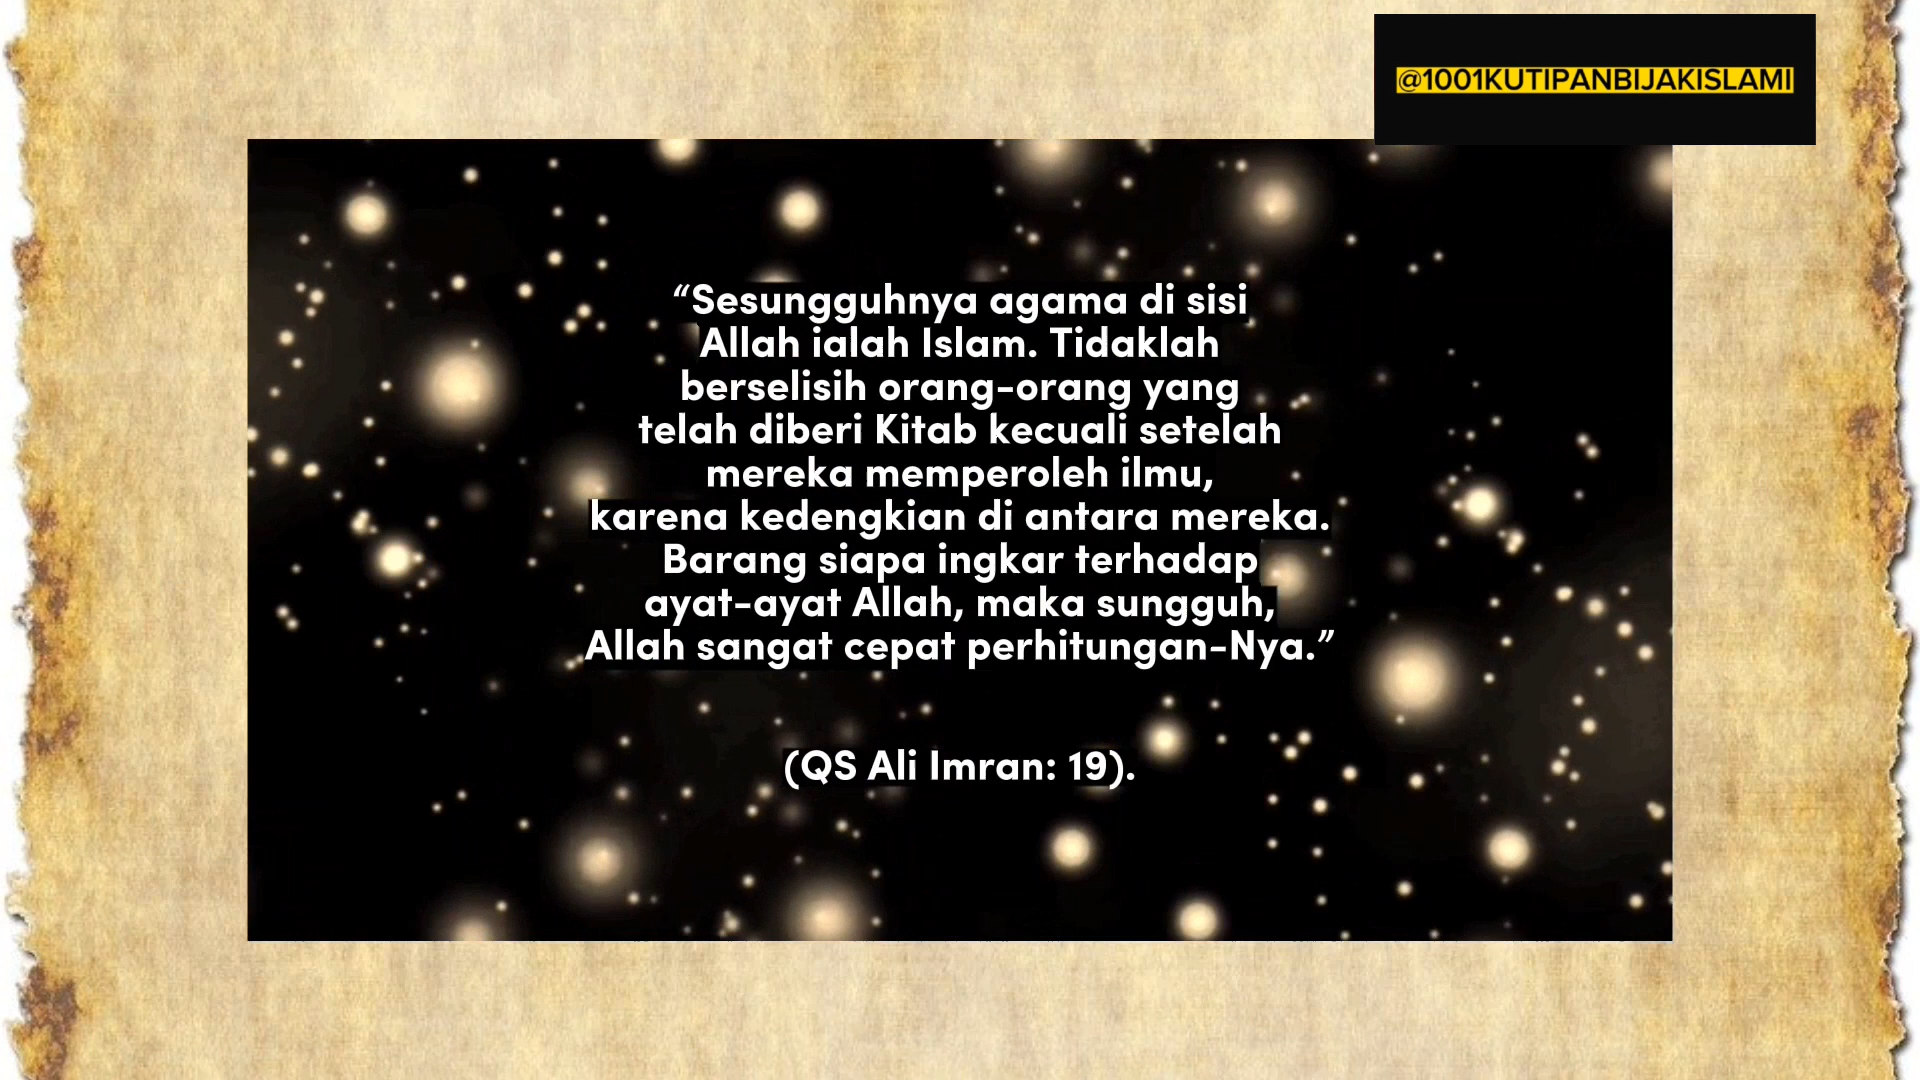 @1001KUTIPANBIJAKISLAMI
“Sesungguhnya agama di sisi
Allah ialah Islam. Tidaklah
berselisih orang-orang yang
telah diberi Kitab kecuali setelah
mereka memperoleh ilmu,
karena kedengkian di antara mereka.
Barang siapa ingkar terhadap
ayat-ayat Allah, maka sungguh,
Allah sangat cepat perhitungan-Nya.”
(QS Ali Imran: 19).